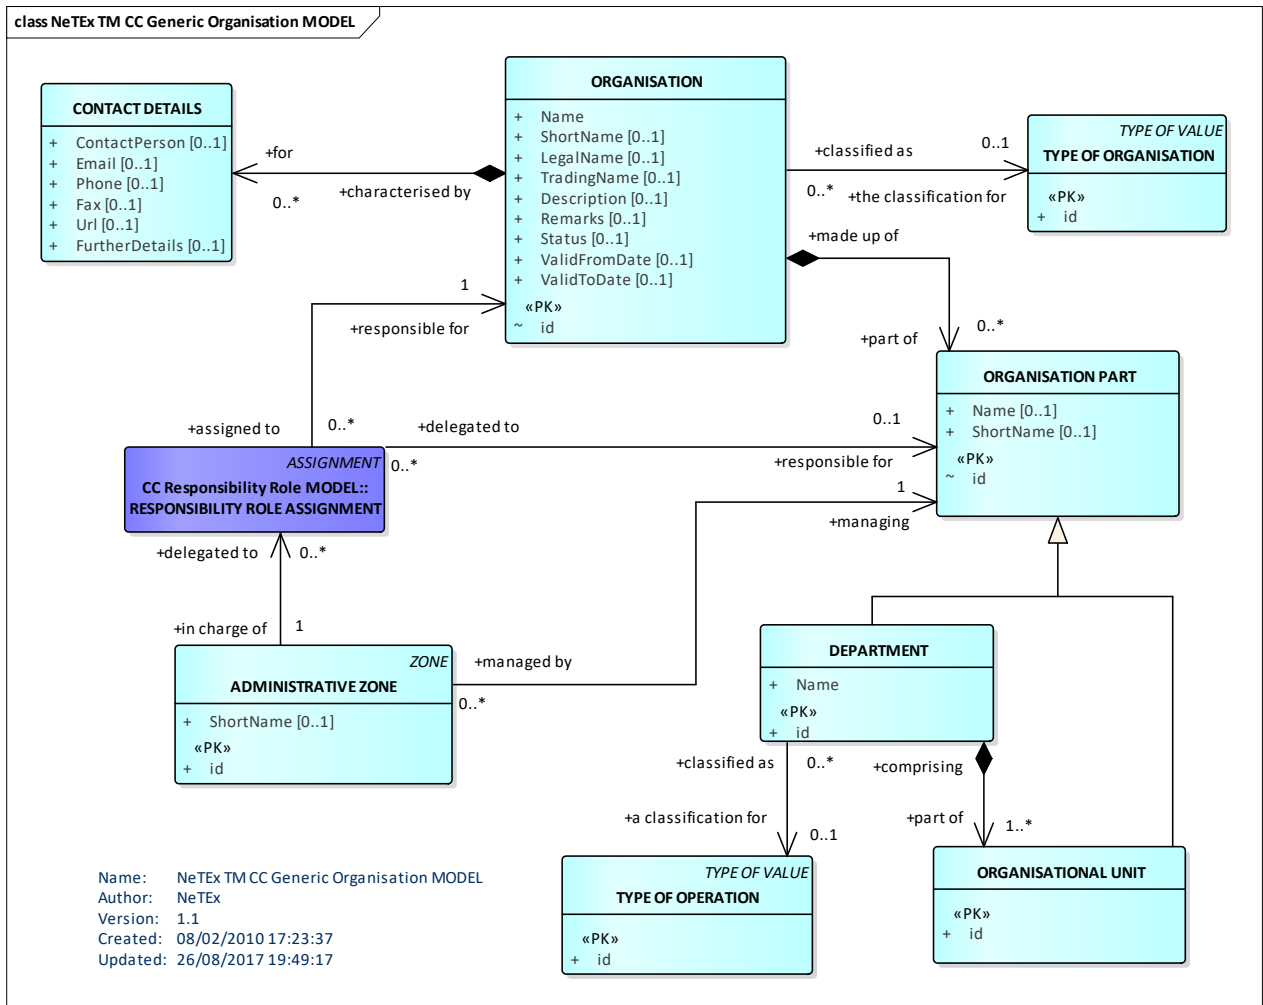 class NeTEx TM CC Generic Organisation MODEL
CONTACT DETAILS
+ ContactPerson [0..1]
+ Email [0..1]
+ Phone [0..1]
+ Fax [0..1]
+ Url [0..1]
+ FurtherDetails [0..1]
+for
0..*
+characterised by
ORGANISATION
+ Name
+ ShortName [0..1]
+ LegalName [0..1]
+ TradingName [0..1]
+ Description [0..1]
+ Remarks [0..1]
+ Status [0..1]
+ ValidFromDate [0..1]
+ ValidToDate [0..1]
«PK»
~ id
+classified as
0..1
0..*
+the classification for
TYPE OF VALUE
TYPE OF ORGANISATION
«PK»
+ id
+made up of
+part of
0..*
1
+responsible for
+assigned to
0..*
ORGANISATION PART
+ Name [0..1]
+ ShortName [0..1]
«PK»
~ id
+delegated to
0..1
0..*
+responsible for
ASSIGNMENT
CC Responsibility Role MODEL::
RESPONSIBILITY ROLE ASSIGNMENT
1
+managing
+delegated to
0..*
+in charge of
1
+managed by
0..*
ZONE
ADMINISTRATIVE ZONE
+ ShortName [0..1]
«PK»
+ id
DEPARTMENT
+ Name
«PK»
+ id
+classified as
0..*
+comprising
+a classification for
0..1
+part of
1..*
TYPE OF VALUE
TYPE OF OPERATION
«PK»
+ id
ORGANISATIONAL UNIT
«PK»
+ id
Name: NeTEx TM CC Generic Organisation MODEL
Author: NeTEx
Version: 1.1
Created: 08/02/2010 17:23:37
Updated: 26/08/2017 19:49:17